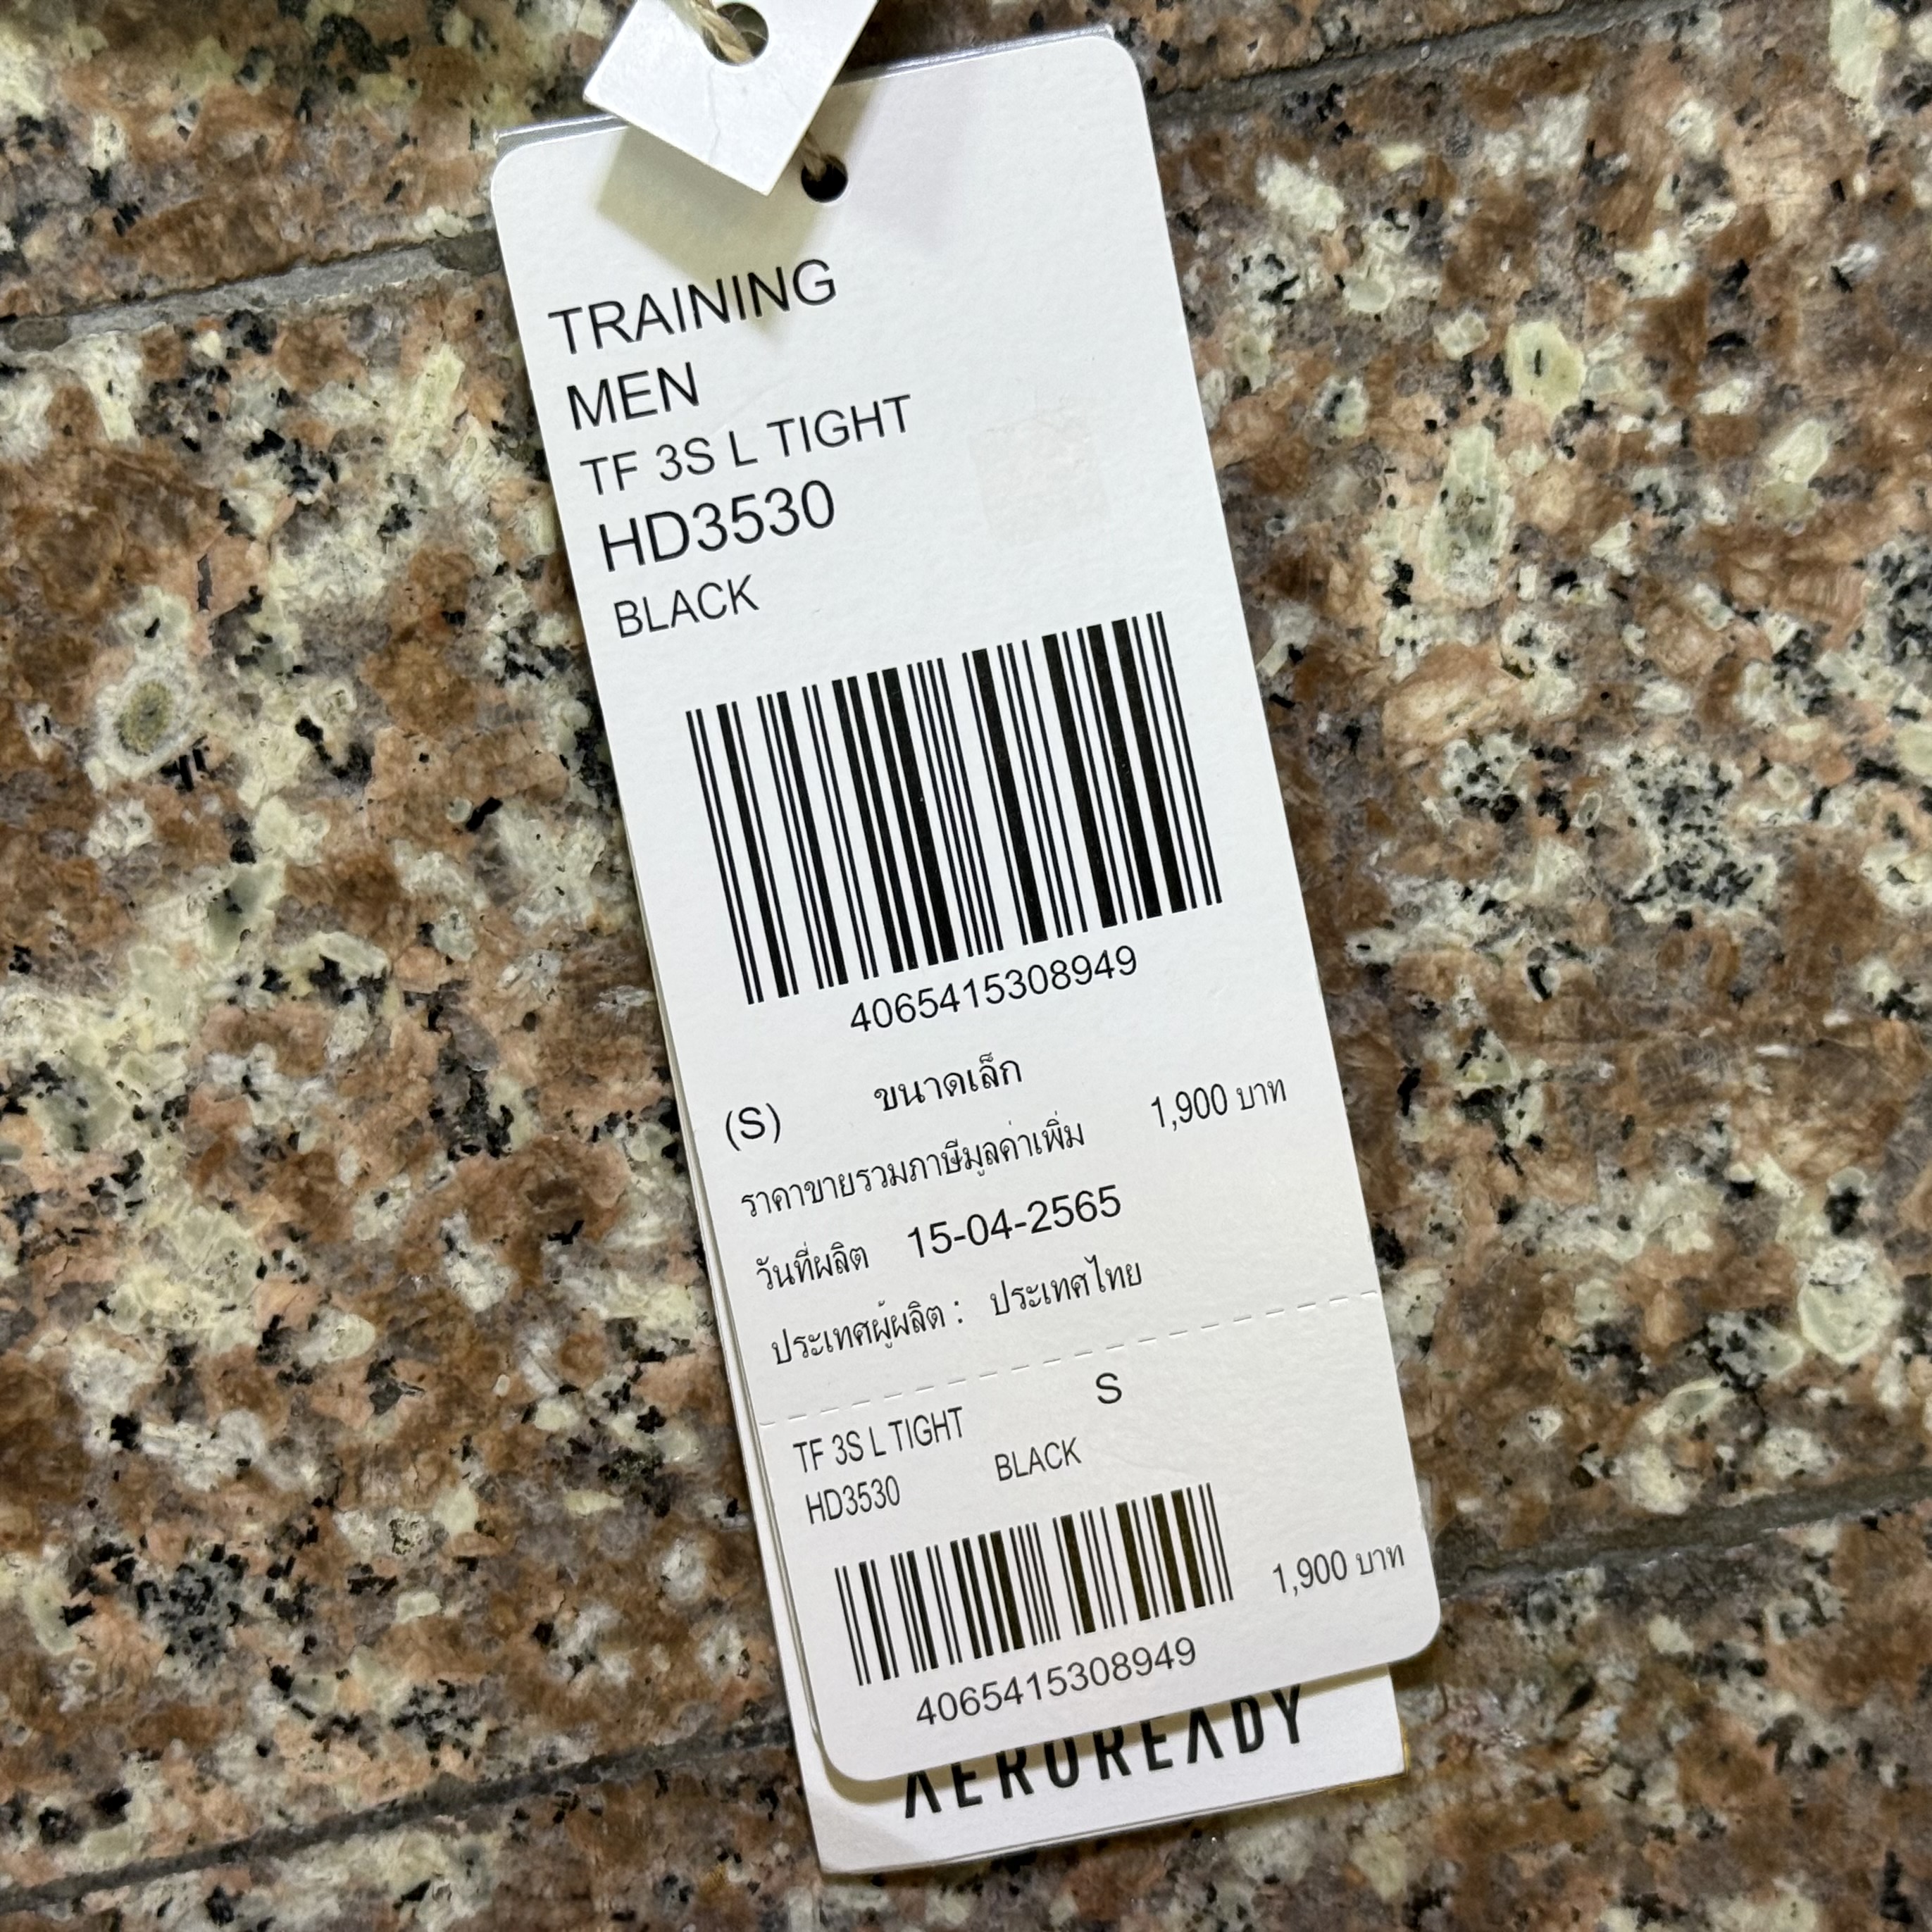 TRAINING
MEN
TF 3S L TIGHT
HD3530
BLACK
4065415308949
(S) ขนาดเล็ก
ราคาขายรวมภาษีมูลค่าเพิ่ม 1,900 บาท
วันที่ผลิต 15-04-2565
ประเทศผู้ผลิต : ประเทศไทย
S
TF 3S L TIGHT
HD3530 BLACK
1,900 บาท
4065415308949
AEROREADY